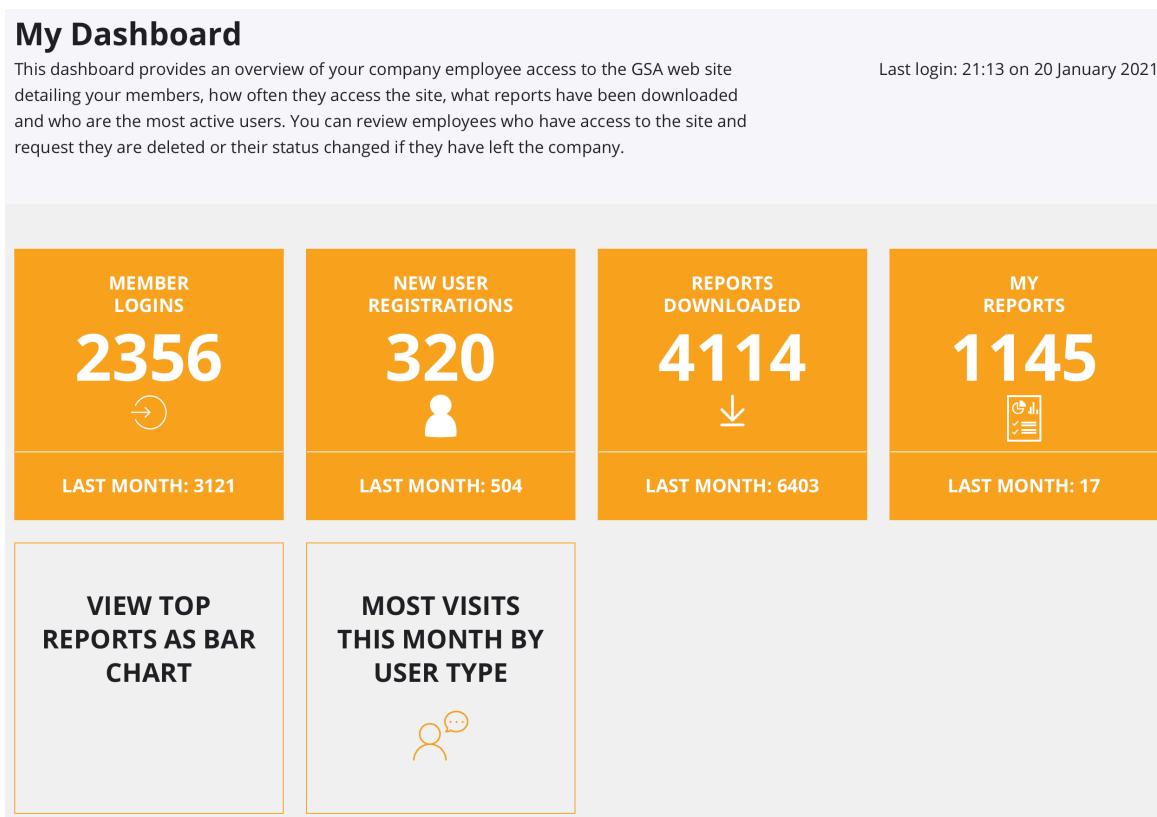 My Dashboard
This dashboard provides an overview of your company employee access to the GSA web site
Last login: 21:13 on 20 January 2021
detailing your members, how often they access the site, what reports have been downloaded
and who are the most active users. You can review employees who have access to the site and
request they are deleted or their status changed if they have left the company.
MEMBER
LOGINS
2356
LAST MONTH: 3121
NEW USER
REGISTRATIONS
320
LAST MONTH: 504
REPORTS
DOWNLOADED
4114
LAST MONTH: 6403
MY
REPORTS
1145
LAST MONTH: 17
VIEW TOP
REPORTS AS BAR
CHART
MOST VISITS
THIS MONTH BY
USER TYPE